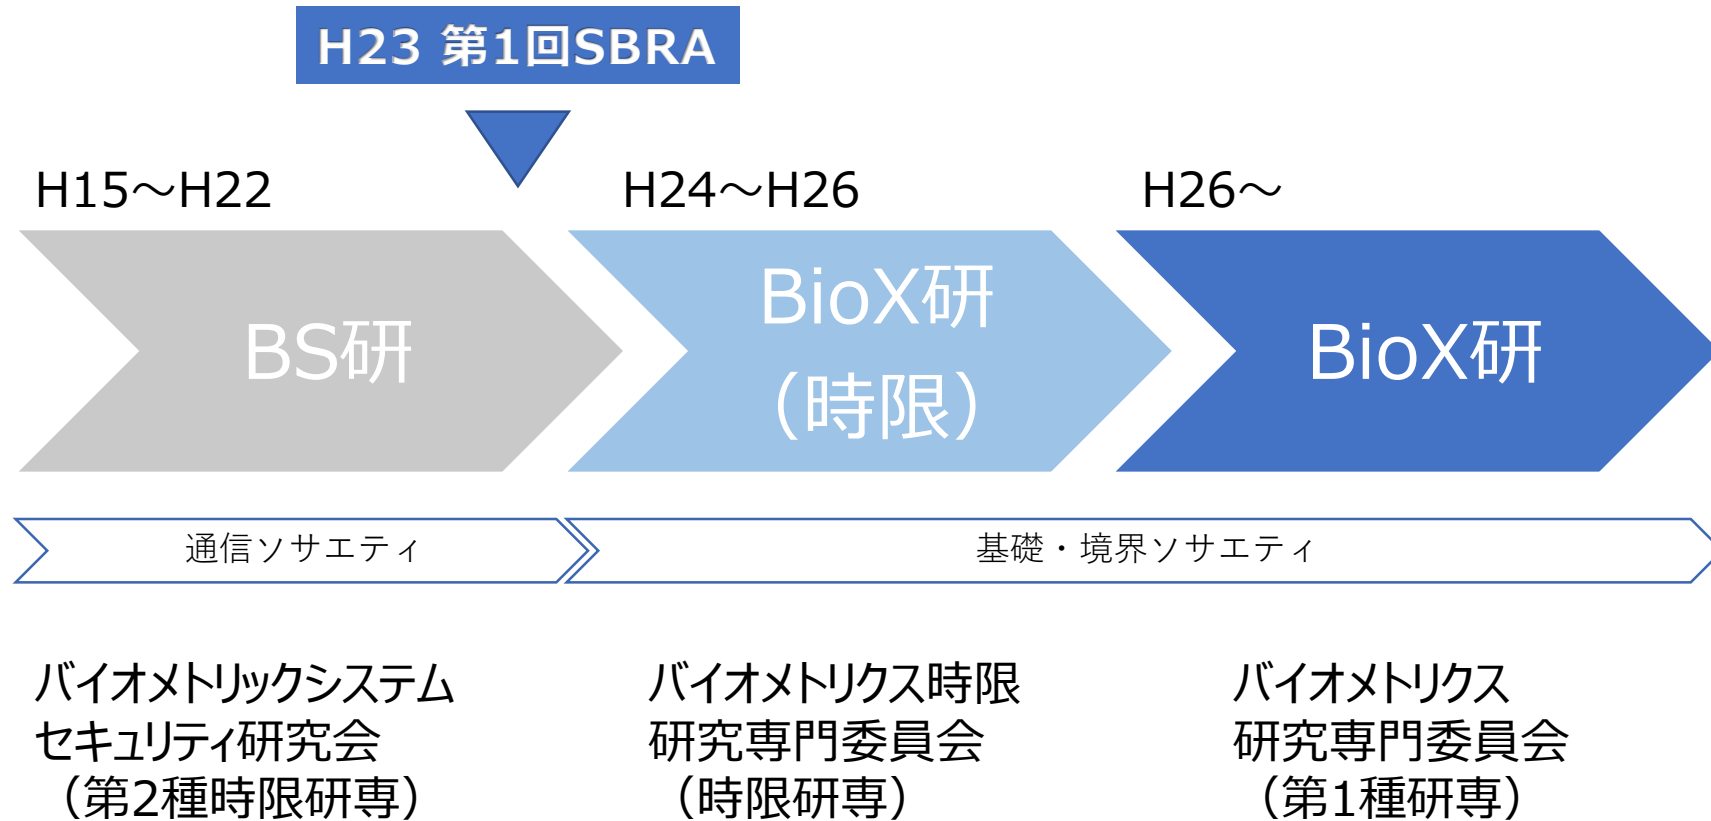 H23 第1回SBRA
H15～H22
H24～H26
H26～
BS研
BioX研
（時限）
BioX研
通信ソサエティ
基礎・境界ソサエティ
バイオメトリックシステム
セキュリティ研究会
（第2種時限研専）
バイオメトリクス時限
研究専門委員会
（時限研専）
バイオメトリクス
研究専門委員会
（第1種研専）